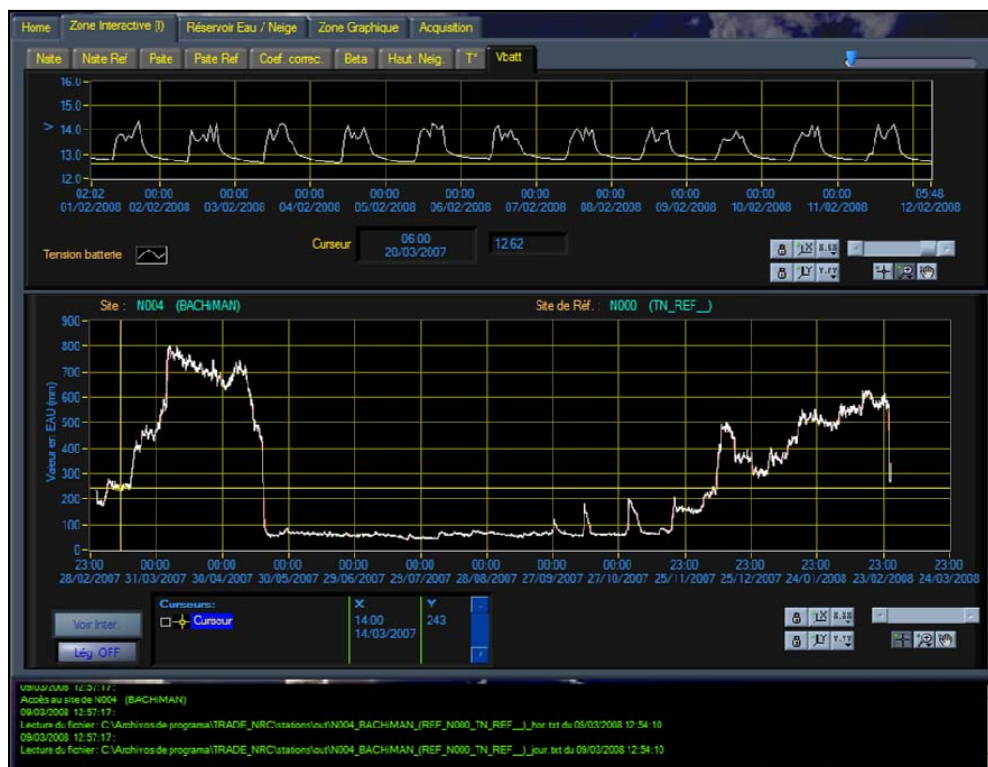 Home Zone Interactive (I) Réservoir Eau / Neige Zone Graphique Acquisition
Nsite Nsite Ref Psite Psite Ref Coef. correc. Beta Haut. Neig. T° Vbatt
16.0
15.0
14.0
13.0
12.0
V
02:02 00:00 00:00 00:00 00:00 00:00 00:00 00:00 00:00 00:00 00:00 05:48
01/02/2008 02/02/2008 03/02/2008 04/02/2008 05/02/2008 06/02/2008 07/02/2008 08/02/2008 09/02/2008 10/02/2008 11/02/2008 12/02/2008
Tension batterie
Curseur 06:00 12.62
20/03/2007
Site : N004 (BACHiMAN) Site de Réf. : N000 (TN_REF__)
900
800
700
600
500
400
300
200
100
0
Valeur en EAU (mm)
23:00 00:00 00:00 00:00 00:00 00:00 00:00 00:00 00:00 23:00 23:00 23:00 23:00 23:00
28/02/2007 31/03/2007 30/04/2007 30/05/2007 29/06/2007 29/07/2007 28/08/2007 27/09/2007 27/10/2007 25/11/2007 25/12/2007 24/01/2008 23/02/2008 24/03/2008
Voir Inter.
Lég. OFF
Curseurs: X Y
Curseur 14:00 243
14/03/2007
09/03/2008 12:57:17 :
Accès au site de N004 (BACHiMAN)
09/03/2008 12:57:17 :
Lecture du fichier : C:\Archivos de programa\TRADE_NRC\stations\out\N004_BACHiMAN_(REF_N000_TN_REF__)_hor.txt du 09/03/2008 12:54:10
09/03/2008 12:57:17 :
Lecture du fichier : C:\Archivos de programa\TRADE_NRC\stations\out\N004_BACHiMAN_(REF_N000_TN_REF__)_jour.txt du 09/03/2008 12:54:10